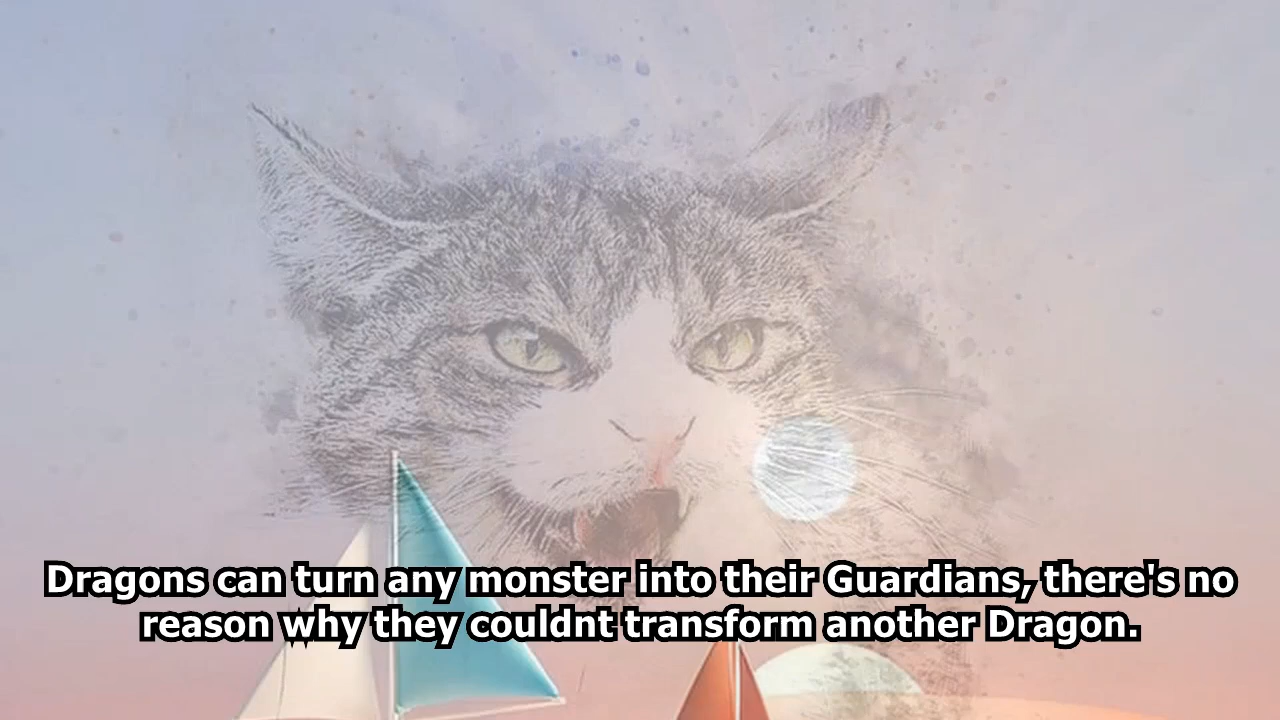 Dragons can turn any monster into their Guardians, there's no
reason why they couldnt transform another Dragon.